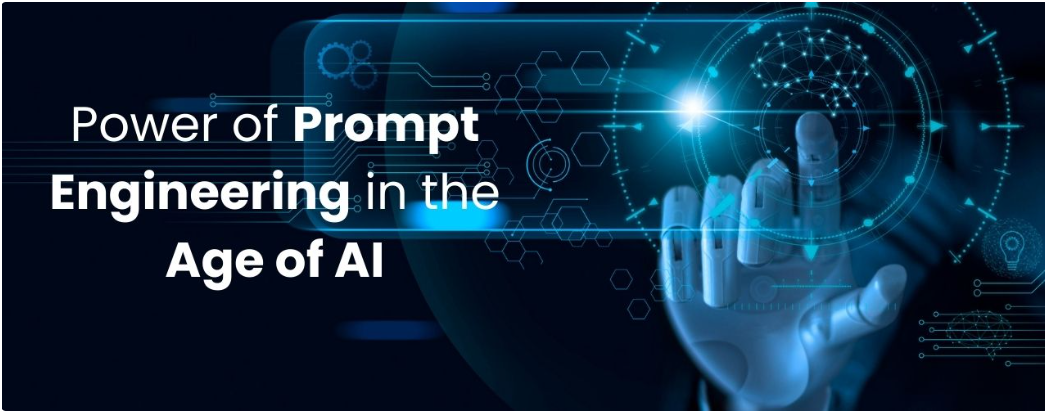 Power of Prompt
Engineering in the
Age of AI